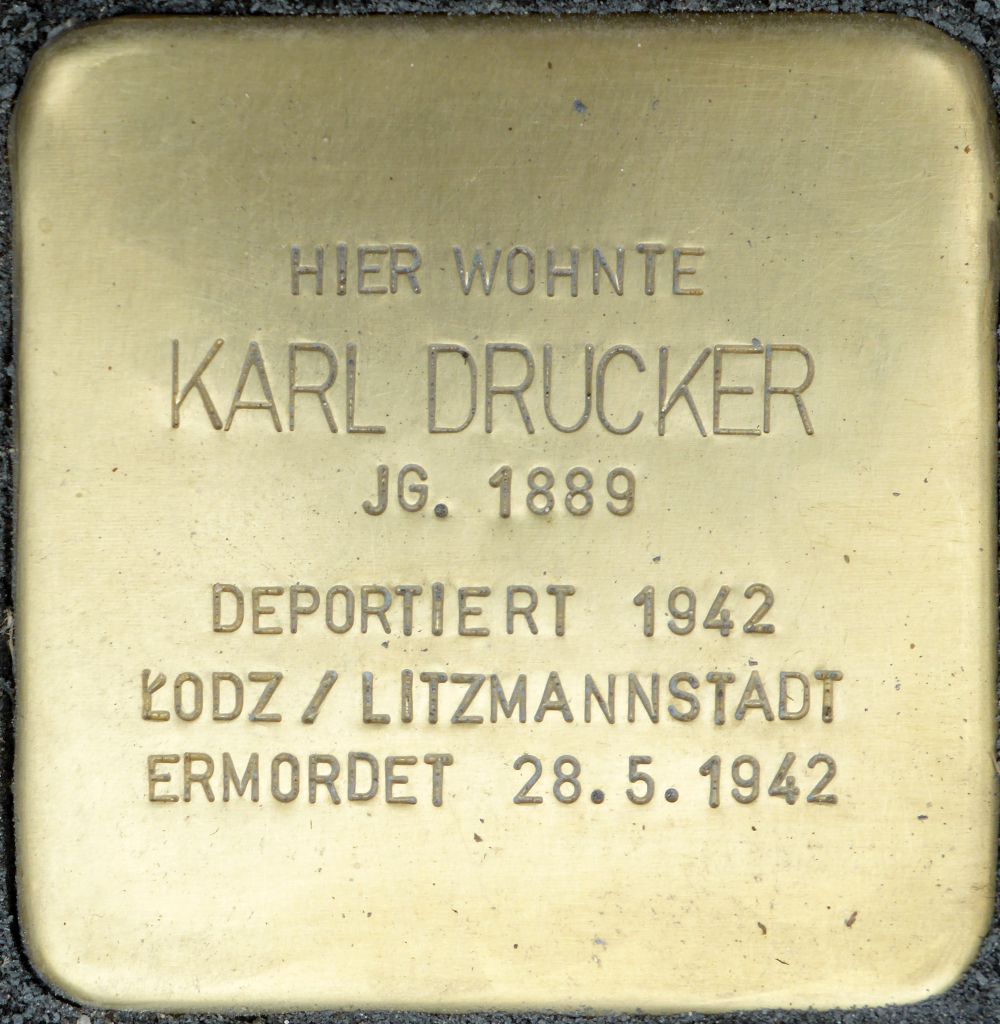 HIER WOHNTE
KARL DRUCKER
JG. 1889
DEPORTIERT 1942
ŁODZ / LITZMANNSTADT
ERMORDET 28.5.1942